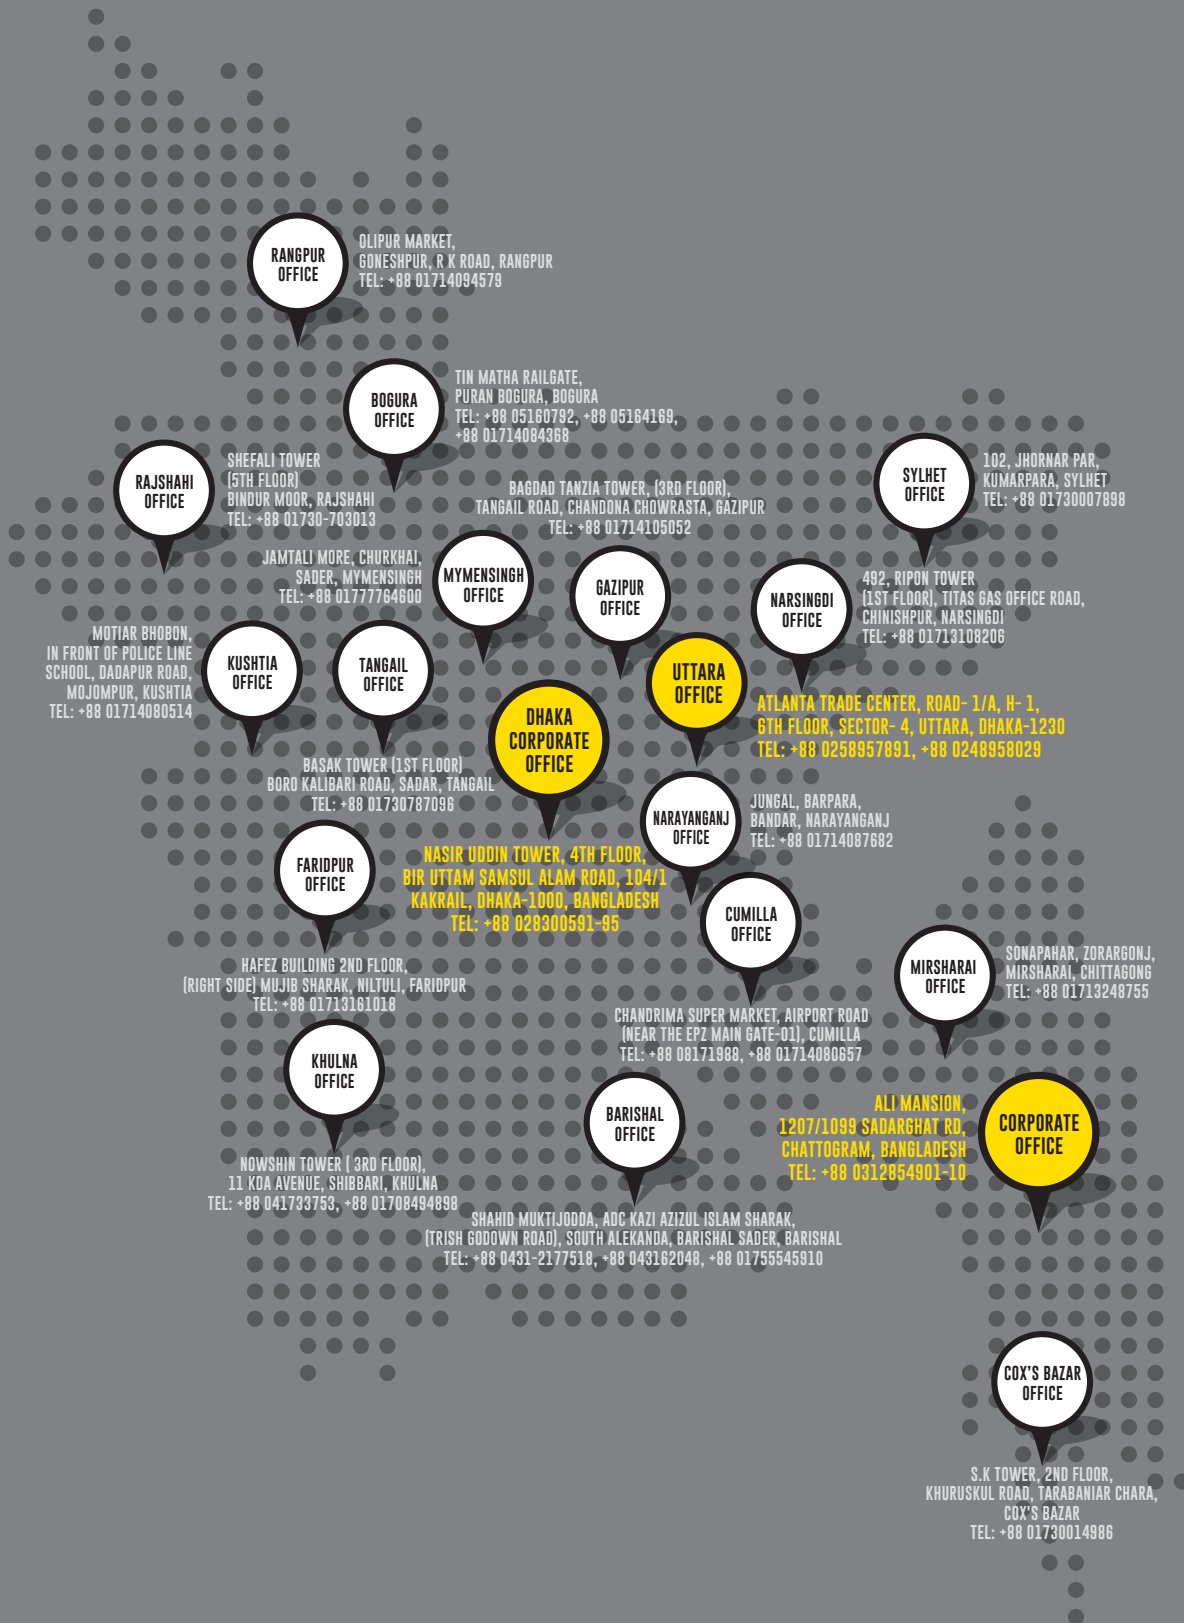 RANGPUR
OFFICE
OLIPUR MARKET,
GONESHPUR, R K ROAD, RANGPUR
TEL: +88 01714094579
BOGURA
OFFICE
TIN MATHA RAILGATE,
PURAN BOGURA, BOGURA
TEL: +88 05160792, +88 05164169,
+88 01714084368
RAJSHAHI
OFFICE
SHEFALI TOWER
(5TH FLOOR)
BINDUR MOOR, RAJSHAHI
TEL: +88 01730-703013
SYLHET
OFFICE
102, JHORNAR PAR,
KUMARPARA, SYLHET
TEL: +88 01730007898
BAGDAD TANZIA TOWER, (3RD FLOOR),
TANGAIL ROAD, CHANDONA CHOWRASTA, GAZIPUR
TEL: +88 01714105052
GAZIPUR
OFFICE
JAMTALI MORE, CHURKHAI,
SADER, MYMENSINGH
TEL: +88 01777764600
MYMENSINGH
OFFICE
NARSINGDI
OFFICE
492, RIPON TOWER
(1ST FLOOR), TITAS GAS OFFICE ROAD,
CHINISHPUR, NARSINGDI
TEL: +88 01713108206
MOTIAR BHOBON,
IN FRONT OF POLICE LINE
SCHOOL, DADAPUR ROAD,
MOJOMPUR, KUSHTIA
TEL: +88 01714080514
KUSHTIA
OFFICE
TANGAIL
OFFICE
BASAK TOWER (1ST FLOOR)
BORO KALIBARI ROAD, SADAR, TANGAIL
TEL: +88 01730787096
UTTARA
OFFICE
ATLANTA TRADE CENTER, ROAD- 1/A, H- 1,
6TH FLOOR, SECTOR- 4, UTTARA, DHAKA-1230
TEL: +88 0258957891, +88 0248958029
DHAKA
CORPORATE
OFFICE
NASIR UDDIN TOWER, 4TH FLOOR,
BIR UTTAM SAMSUL ALAM ROAD, 104/1
KAKRAIL, DHAKA-1000, BANGLADESH
TEL: +88 028300591-95
NARAYANGANJ
OFFICE
JUNGAL, BARPARA,
BANDAR, NARAYANGANJ
TEL: +88 01714087682
FARIDPUR
OFFICE
HAFEZ BUILDING 2ND FLOOR,
(RIGHT SIDE) MUJIB SHARAK, NILTULI, FARIDPUR
TEL: +88 01713161018
CUMILLA
OFFICE
CHANDRIMA SUPER MARKET, AIRPORT ROAD
(NEAR THE EPZ MAIN GATE-01), CUMILLA
TEL: +88 08171988, +88 01714080657
MIRSHARAI
OFFICE
SONAPAHAR, ZORARGONJ,
MIRSHARAI, CHITTAGONG
TEL: +88 01713248755
KHULNA
OFFICE
NOWSHIN TOWER ( 3RD FLOOR),
11 KDA AVENUE, SHIBBARI, KHULNA
TEL: +88 041733753, +88 01708494898
BARISHAL
OFFICE
SHAHID MUKTIJODDA, ADC KAZI AZIZUL ISLAM SHARAK,
(TRISH GODOWN ROAD), SOUTH ALEKANDA, BARISHAL SADER, BARISHAL
TEL: +88 0431-2177518, +88 043162048, +88 01755545910
ALI MANSION,
1207/1099 SADARGHAT RD,
CHATTOGRAM, BANGLADESH
TEL: +88 0312854901-10
CORPORATE
OFFICE
COX'S BAZAR
OFFICE
S.K TOWER, 2ND FLOOR,
KHURUSKUL ROAD, TARABANIAR CHARA,
COX'S BAZAR
TEL: +88 01730014986